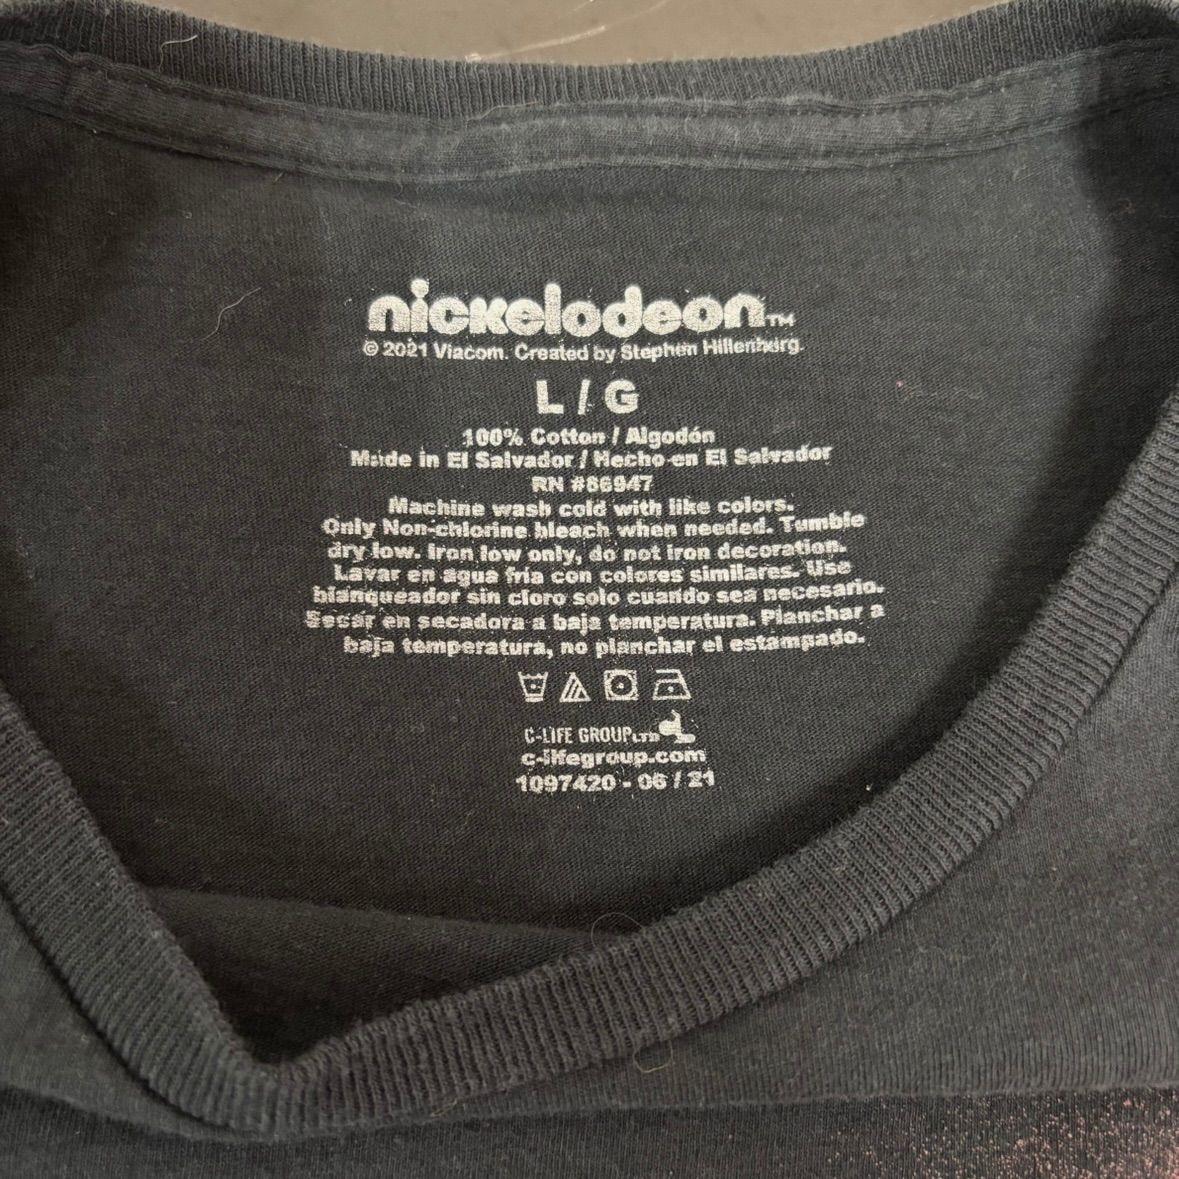 nickelodeon™
© 2021 Viacom. Created by Stephen Hillenburg.
L / G
100% Cotton / Algodón
Made in El Salvador / Hecho en El Salvador
RN #86947
Machine wash cold with like colors.
Only Non-chlorine bleach when needed. Tumble
dry low. Iron low only, do not iron decoration.
Lavar en agua fría con colores similares. Use
blanqueador sin cloro solo cuando sea necesario.
Secar en secadora a baja temperatura. Planchar a
baja temperatura, no planchar el estampado.
C-LIFE GROUP LTD
c-lifegroup.com
1097420 - 06 / 21